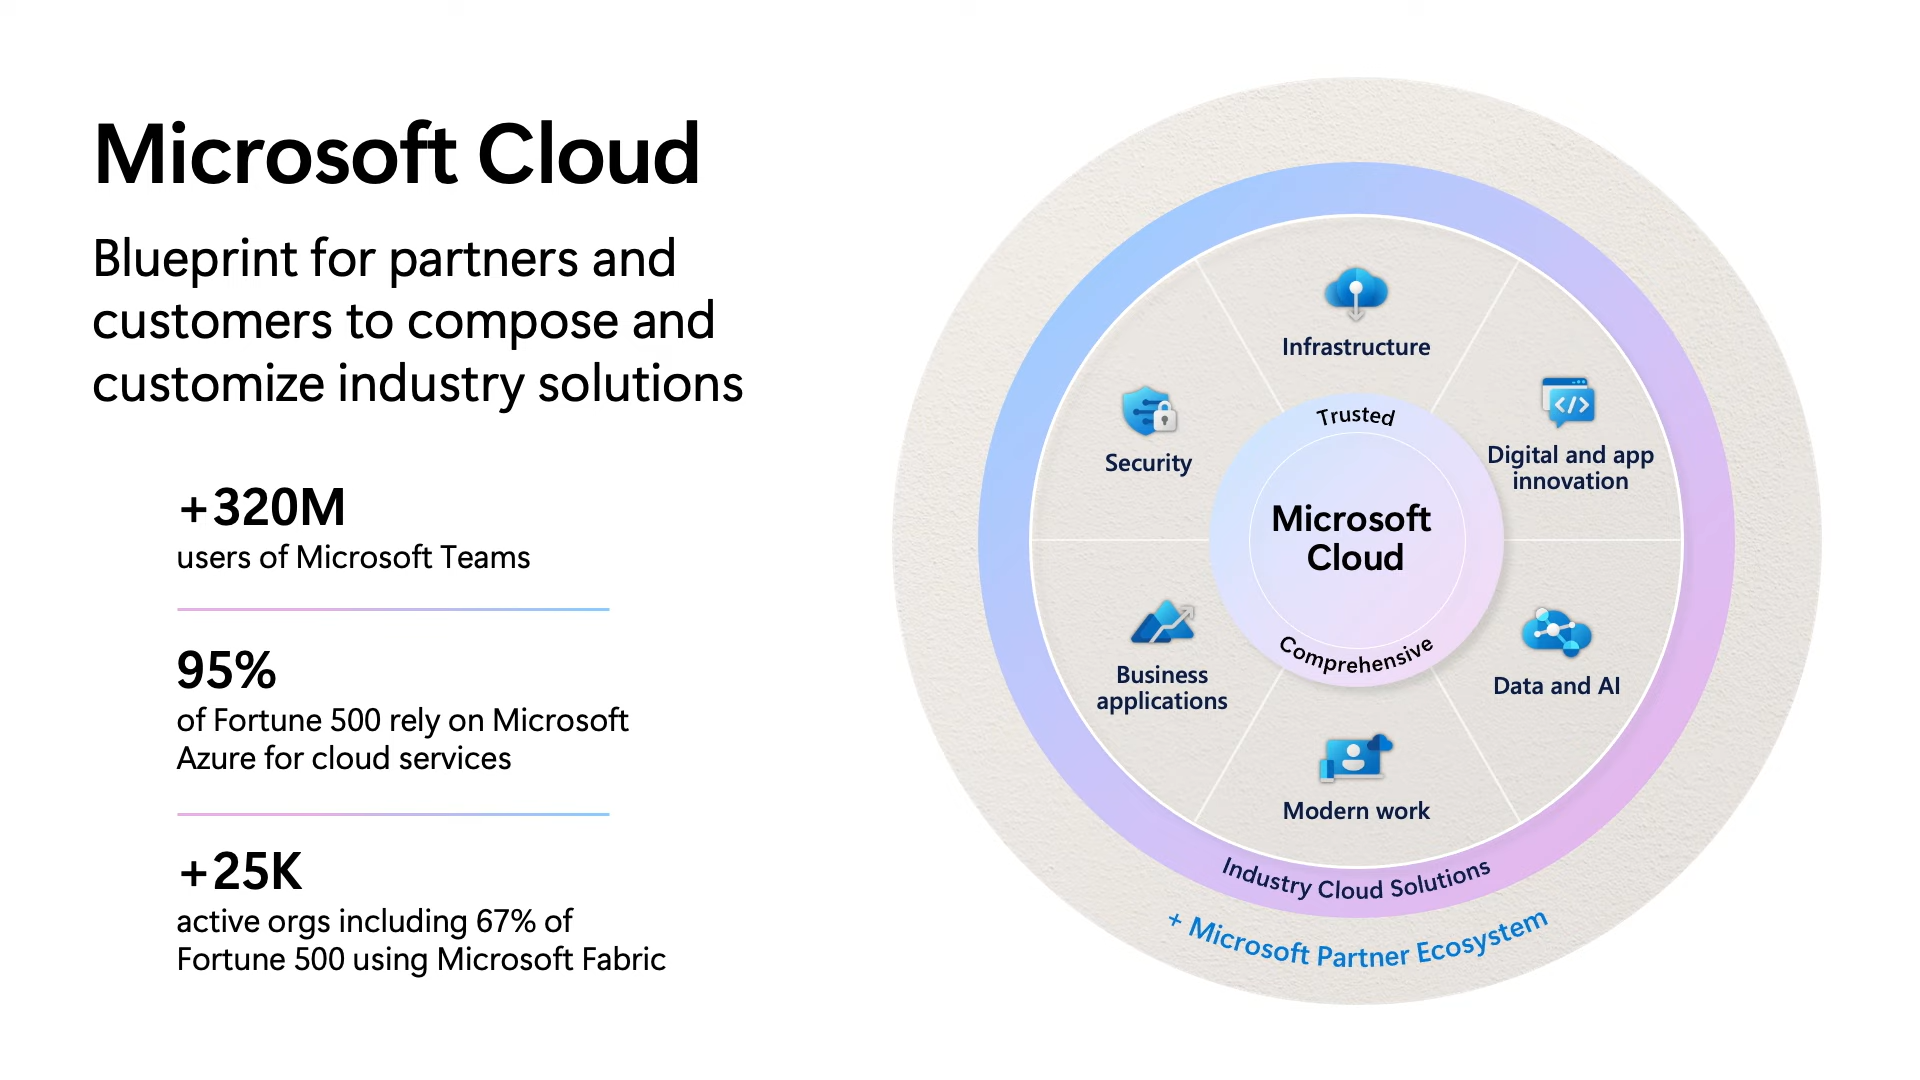 Microsoft Cloud
Blueprint for partners and
customers to compose and
customize industry solutions
+320M
users of Microsoft Teams
95%
of Fortune 500 rely on Microsoft
Azure for cloud services
+25K
active orgs including 67% of
Fortune 500 using Microsoft Fabric
Infrastructure
Digital and app
innovation
Data and AI
Modern work
Business
applications
Security
Trusted
Microsoft
Cloud
Comprehensive
Industry Cloud Solutions
+ Microsoft Partner Ecosystem